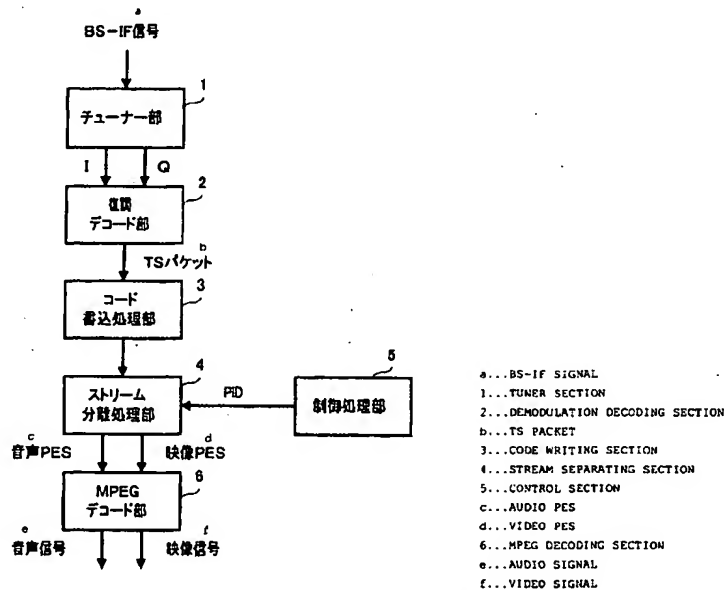 a
BS-IF信号
1
チューナー部
I
Q
2
復調
デコード部
b
TSパケット
3
コード
書込処理部
4
ストリーム
分離処理部
PiD
5
制御処理部
c
音声PES
d
映像PES
6
MPEG
デコード部
e
音声信号
f
映像信号
a...BS-IF SIGNAL
1...TUNER SECTION
2...DEMODULATION DECODING SECTION
b...TS PACKET
3...CODE WRITING SECTION
4...STREAM SEPARATING SECTION
5...CONTROL SECTION
c...AUDIO PES
d...VIDEO PES
6...MPEG DECODING SECTION
e...AUDIO SIGNAL
f...VIDEO SIGNAL